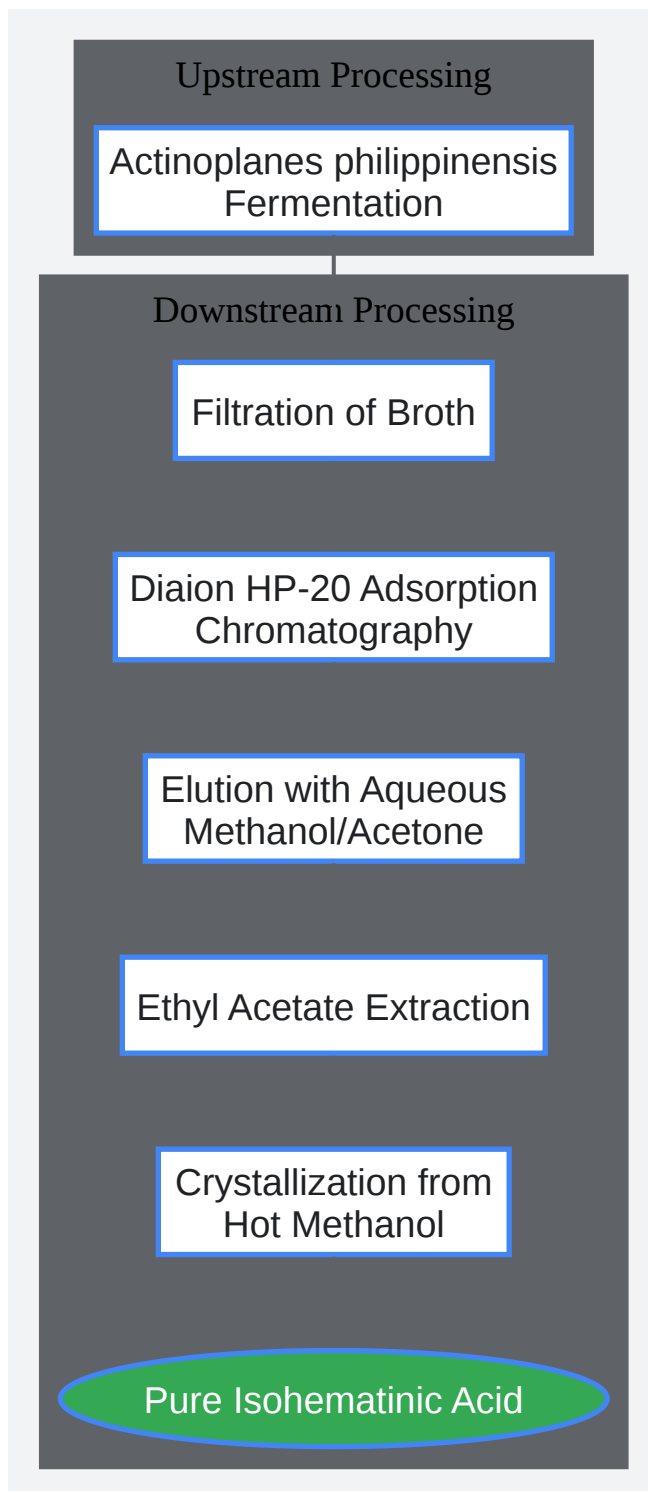 Upstream Processing
Actinoplanes philippinensis
Fermentation
Downstream Processing
Filtration of Broth
Diaion HP-20 Adsorption
Chromatography
Elution with Aqueous
Methanol/Acetone
Ethyl Acetate Extraction
Crystallization from
Hot Methanol
Pure Isohematinic Acid